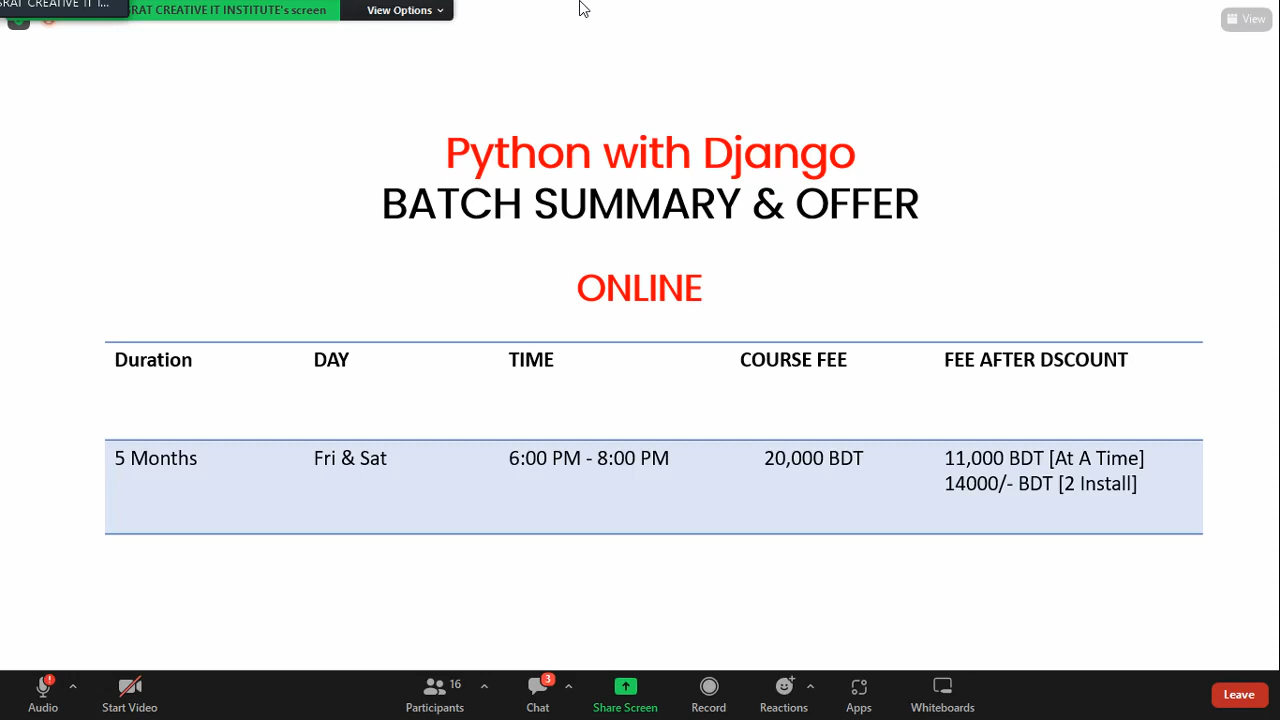 RAT CREATIVE IT I...
RAT CREATIVE IT INSTITUTE's screen
View Options
View
Python with Django
BATCH SUMMARY & OFFER
ONLINE
Duration DAY TIME COURSE FEE FEE AFTER DSCOUNT
5 Months Fri & Sat 6:00 PM - 8:00 PM 20,000 BDT 11,000 BDT [At A Time]
14000/- BDT [2 Install]
16
3
Audio Start Video Participants Chat Share Screen Record Reactions Apps Whiteboards Leave